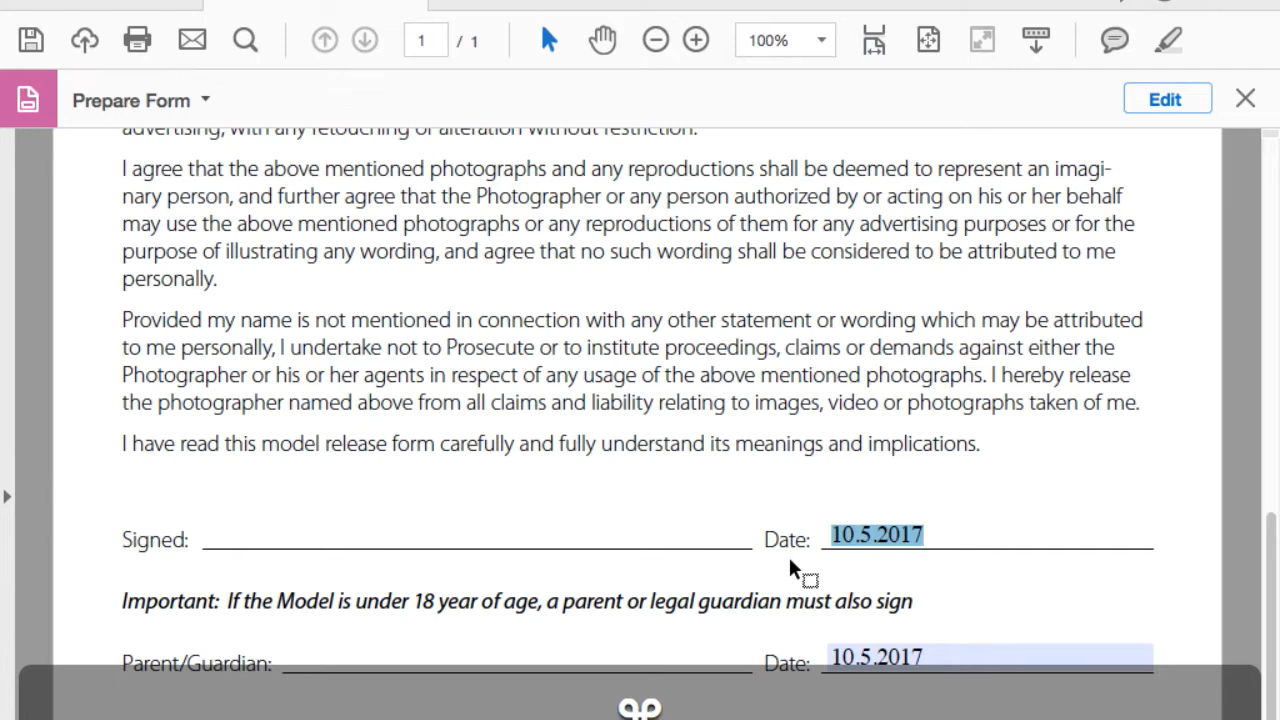 1 / 1
100%
Prepare Form
Edit
advertising, with any retouching or alteration without restriction.
I agree that the above mentioned photographs and any reproductions shall be deemed to represent an imagi-
nary person, and further agree that the Photographer or any person authorized by or acting on his or her behalf
may use the above mentioned photographs or any reproductions of them for any advertising purposes or for the
purpose of illustrating any wording, and agree that no such wording shall be considered to be attributed to me
personally.
Provided my name is not mentioned in connection with any other statement or wording which may be attributed
to me personally, I undertake not to Prosecute or to institute proceedings, claims or demands against either the
Photographer or his or her agents in respect of any usage of the above mentioned photographs. I hereby release
the photographer named above from all claims and liability relating to images, video or photographs taken of me.
I have read this model release form carefully and fully understand its meanings and implications.
Signed: Date: 10.5.2017
Important: If the Model is under 18 year of age, a parent or legal guardian must also sign
Parent/Guardian: Date: 10.5.2017